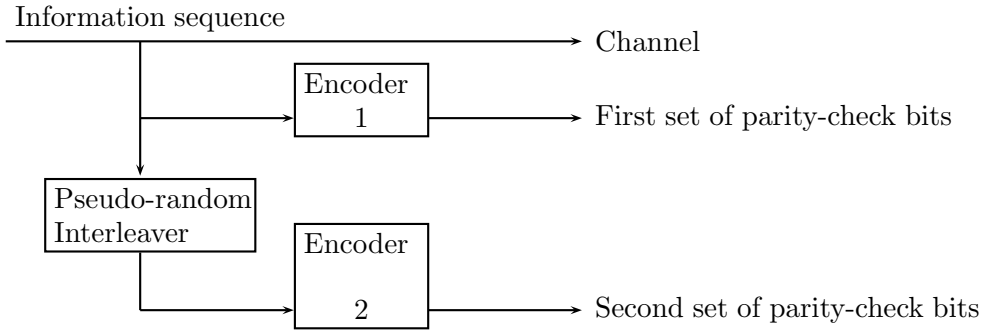 Information sequence
Channel
Encoder
1
First set of parity-check bits
Pseudo-random
Interleaver
Encoder
2
Second set of parity-check bits